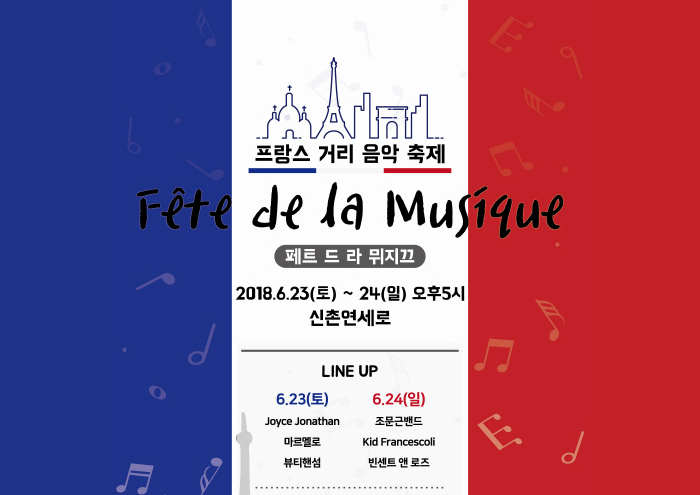 프랑스 거리 음악 축제
Fête de la Musique
페트 드 라 뮈지끄
2018.6.23(토) ~ 24(일) 오후5시
신촌연세로
LINE UP
6.23(토) 6.24(일)
Joyce Jonathan 조문근밴드
마르멜로 Kid Francescoli
뷰티핸섬 빈센트 앤 로즈